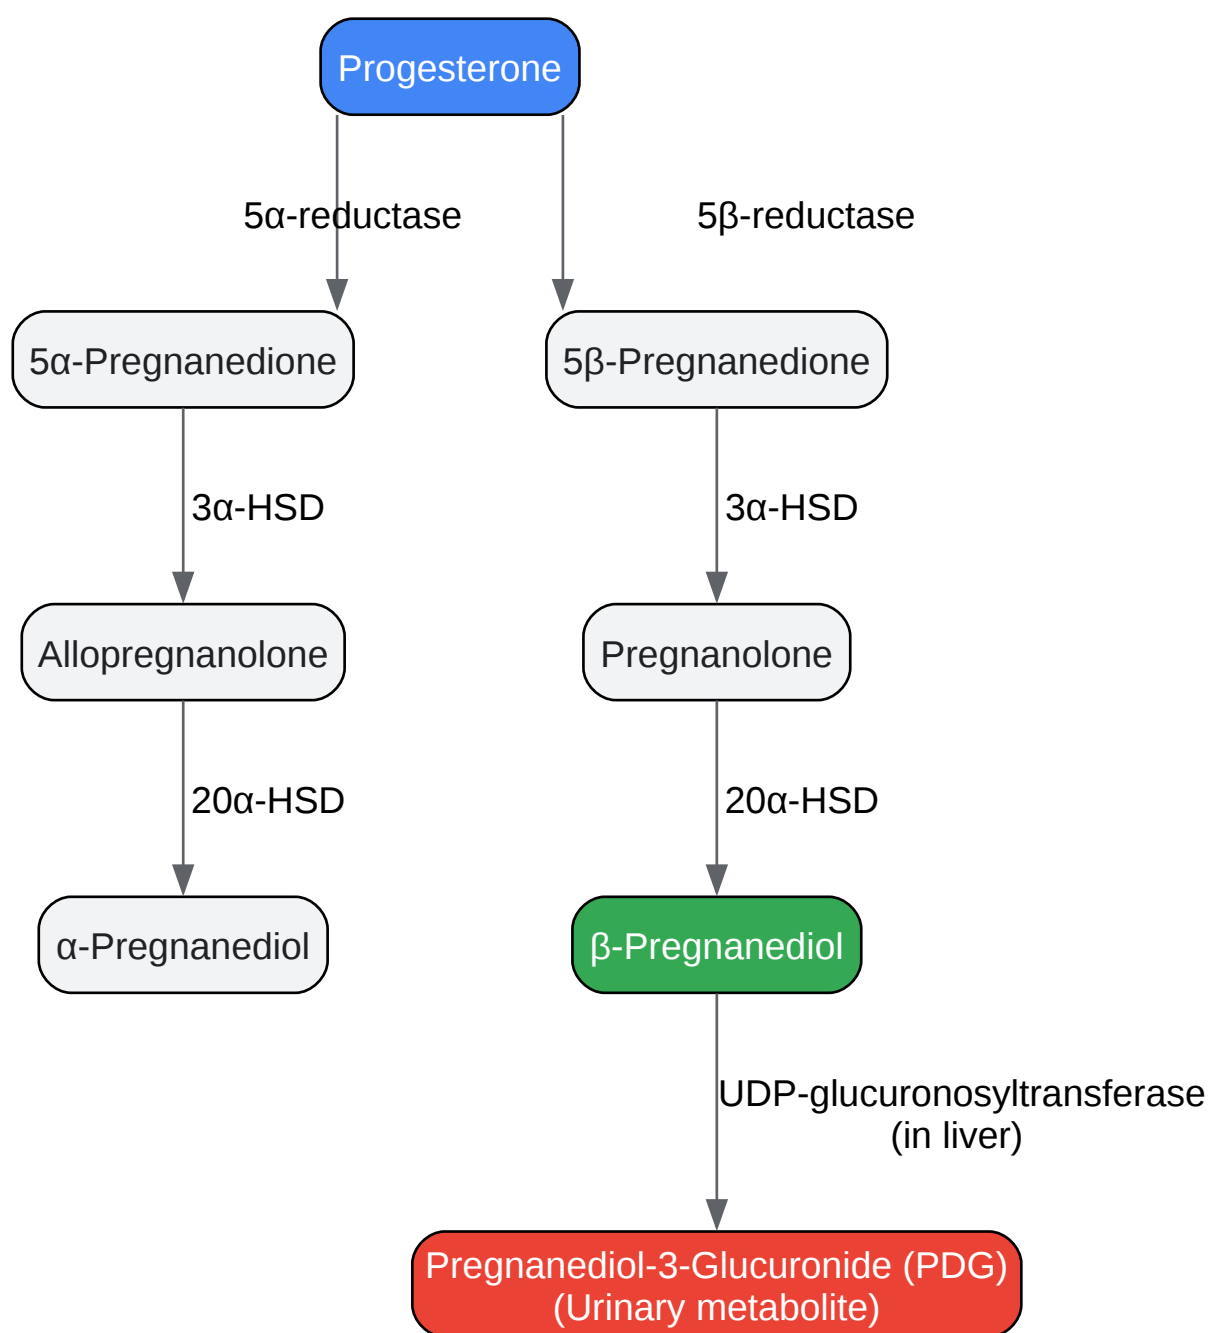 Progesterone
5α-reductase
5β-reductase
5α-Pregnanedione
5β-Pregnanedione
3α-HSD
3α-HSD
Allopregnanolone
Pregnanolone
20α-HSD
20α-HSD
α-Pregnanediol
β-Pregnanediol
UDP-glucuronosyltransferase
(in liver)
Pregnanediol-3-Glucuronide (PDG)
(Urinary metabolite)